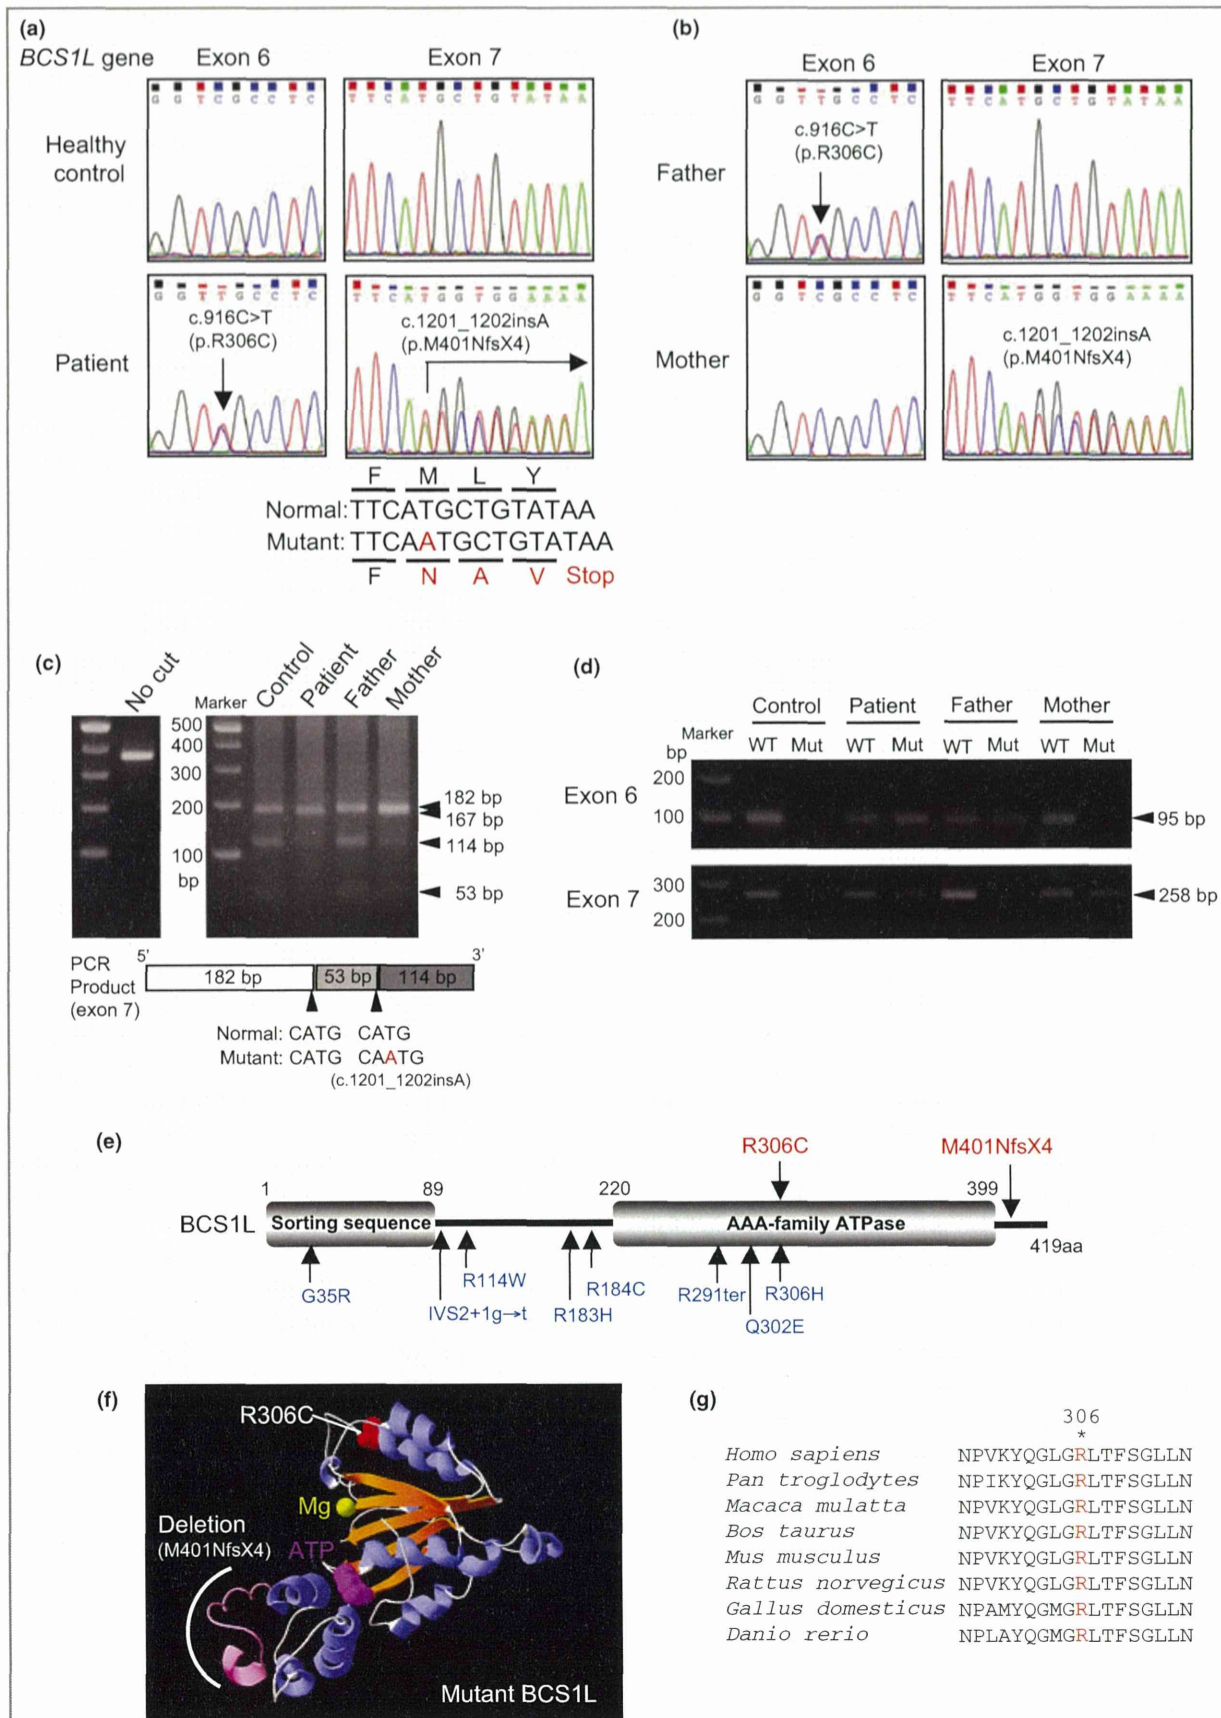 (a)
BCS1L gene
Exon 6
Exon 7
G G T C G C C T C
T T C A T G C T G T A T A A
Healthy
control
G G T T G C C T C
c.916C>T
(p.R306C)
T T C A T G G T G G A A A A
c.1201_1202insA
(p.M401NfsX4)
Patient
F M L Y
Normal: TTCATGCTGTATAA
Mutant: TTCAATGCTGTATAA
F N A V Stop
(b)
Exon 6
Exon 7
G G T T G C C T C
c.916C>T
(p.R306C)
T T C A T G C T G T A T A A
Father
G G T C G C C T C
T T C A T G G T G G A A A A
c.1201_1202insA
(p.M401NfsX4)
Mother
(c)
No cut
Marker
Control
Patient
Father
Mother
500
400
300
200
100
bp
182 bp
167 bp
114 bp
53 bp
5'
3'
PCR
Product
(exon 7)
182 bp
53 bp
114 bp
Normal: CATG CATG
Mutant: CATG CAATG
(c.1201_1202insA)
(d)
Control Patient Father Mother
Marker
bp
WT Mut WT Mut WT Mut WT Mut
Exon 6
200
100
95 bp
Exon 7
300
200
258 bp
(e)
R306C
M401NfsX4
1
89
220
399
BCS1L
Sorting sequence
AAA-family ATPase
419aa
G35R
IVS2+1g→t
R114W
R183H
R184C
R291ter
Q302E
R306H
(f)
R306C
Mg
Deletion
(M401NfsX4)
ATP
Mutant BCS1L
(g)
306
*
Homo sapiens NPVKYQGLGRLTFSGLLN
Pan troglodytes NPIKYQGLGRLTFSGLLN
Macaca mulatta NPVKYQGLGRLTFSGLLN
Bos taurus NPVKYQGLGRLTFSGLLN
Mus musculus NPVKYQGLGRLTFSGLLN
Rattus norvegicus NPVKYQGLGRLTFSGLLN
Gallus domesticus NPAMYQGMGRLTFSGLLN
Danio rerio NPLAYQGMGRLTFSGLLN